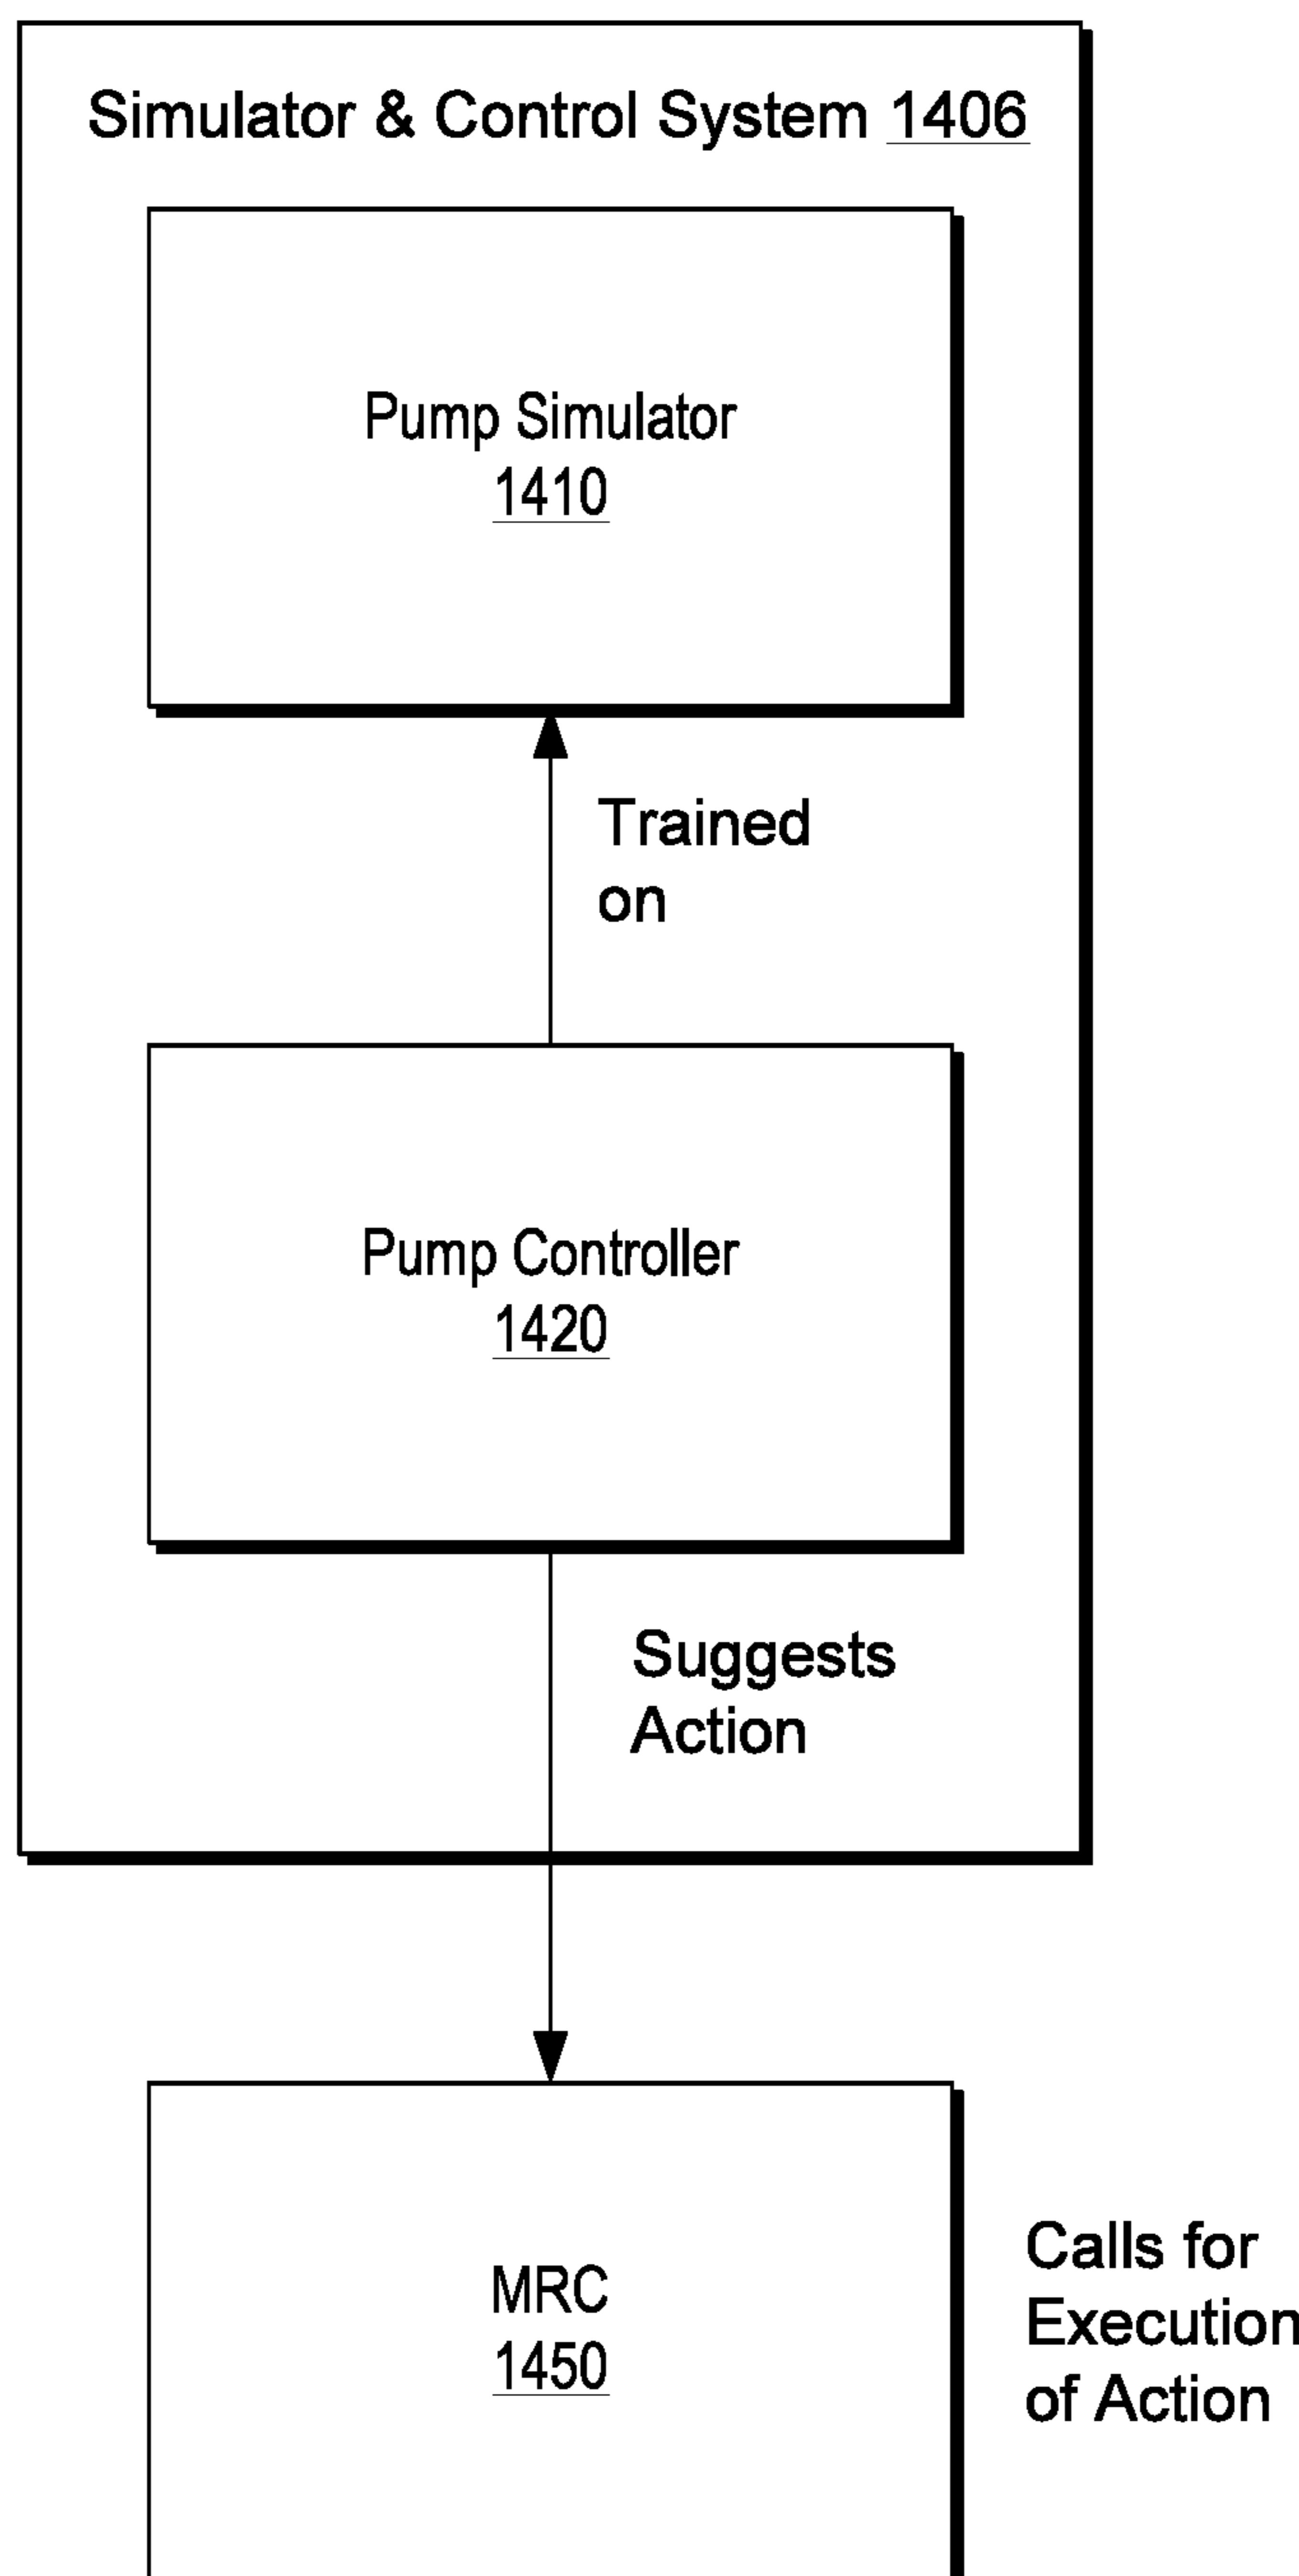 Simulator & Control System 1406
Pump Simulator
1410
Trained
on
Pump Controller
1420
Suggests
Action
MRC
1450
Calls for
Execution
of Action